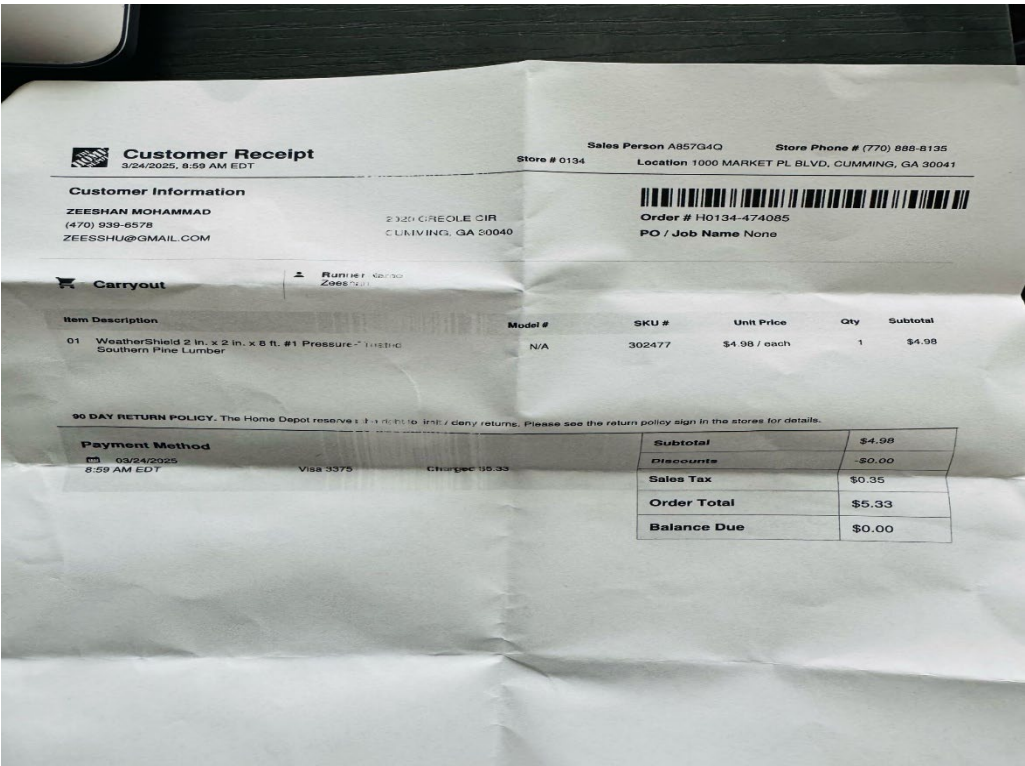 Customer Receipt
3/24/2025, 8:59 AM EDT
Store # 0134
Sales Person A857G4Q
Store Phone # (770) 888-8135
Location 1000 MARKET PL BLVD, CUMMING, GA 30041
Customer Information
ZEESHAN MOHAMMAD
(470) 939-6578
ZEESSHU@GMAIL.COM
CREOLE CIR
GA 30040
Order # H0134-474085
PO / Job Name None
Carryout
Runner
Item Description Model # SKU # Unit Price Qty Subtotal
01 WeatherShield 2 in. x 2 in. x 8 ft. #1 Pressure- N/A 302477 $4.98 / each 1 $4.98
Southern Pine Lumber
90 DAY RETURN POLICY. The Home Depot reserves the right to limit / deny returns. Please see the return policy sign in the stores for details.
Payment Method
03/24/2025
8:59 AM EDT Visa 3375 Charged $5.33
Subtotal $4.98
Discounts -$0.00
Sales Tax $0.35
Order Total $5.33
Balance Due $0.00